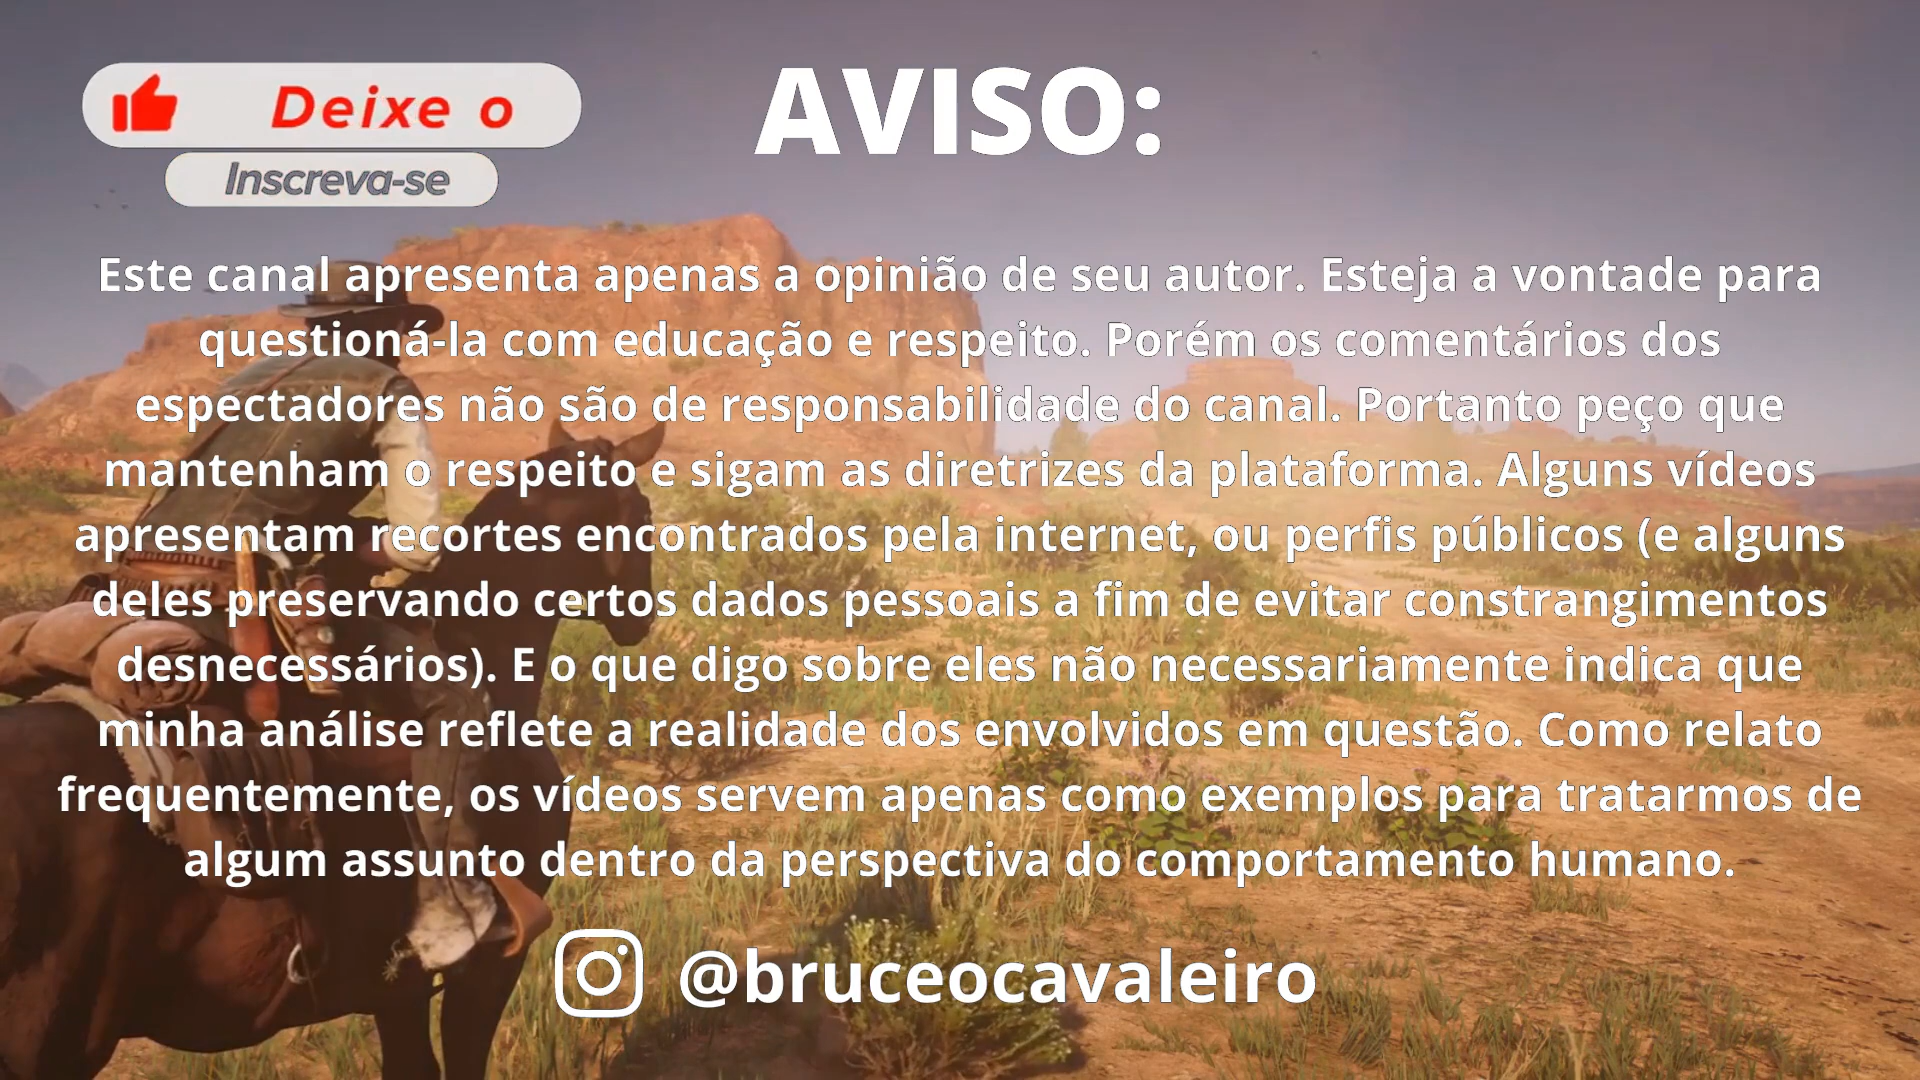 Deixe o
Inscreva-se
AVISO:
Este canal apresenta apenas a opinião de seu autor. Esteja a vontade para
questioná-la com educação e respeito. Porém os comentários dos
espectadores não são de responsabilidade do canal. Portanto peço que
mantenham o respeito e sigam as diretrizes da plataforma. Alguns vídeos
apresentam recortes encontrados pela internet, ou perfis públicos (e alguns
deles preservando certos dados pessoais a fim de evitar constrangimentos
desnecessários). E o que digo sobre eles não necessariamente indica que
minha análise reflete a realidade dos envolvidos em questão. Como relato
frequentemente, os vídeos servem apenas como exemplos para tratarmos de
algum assunto dentro da perspectiva do comportamento humano.
@bruceocavaleiro